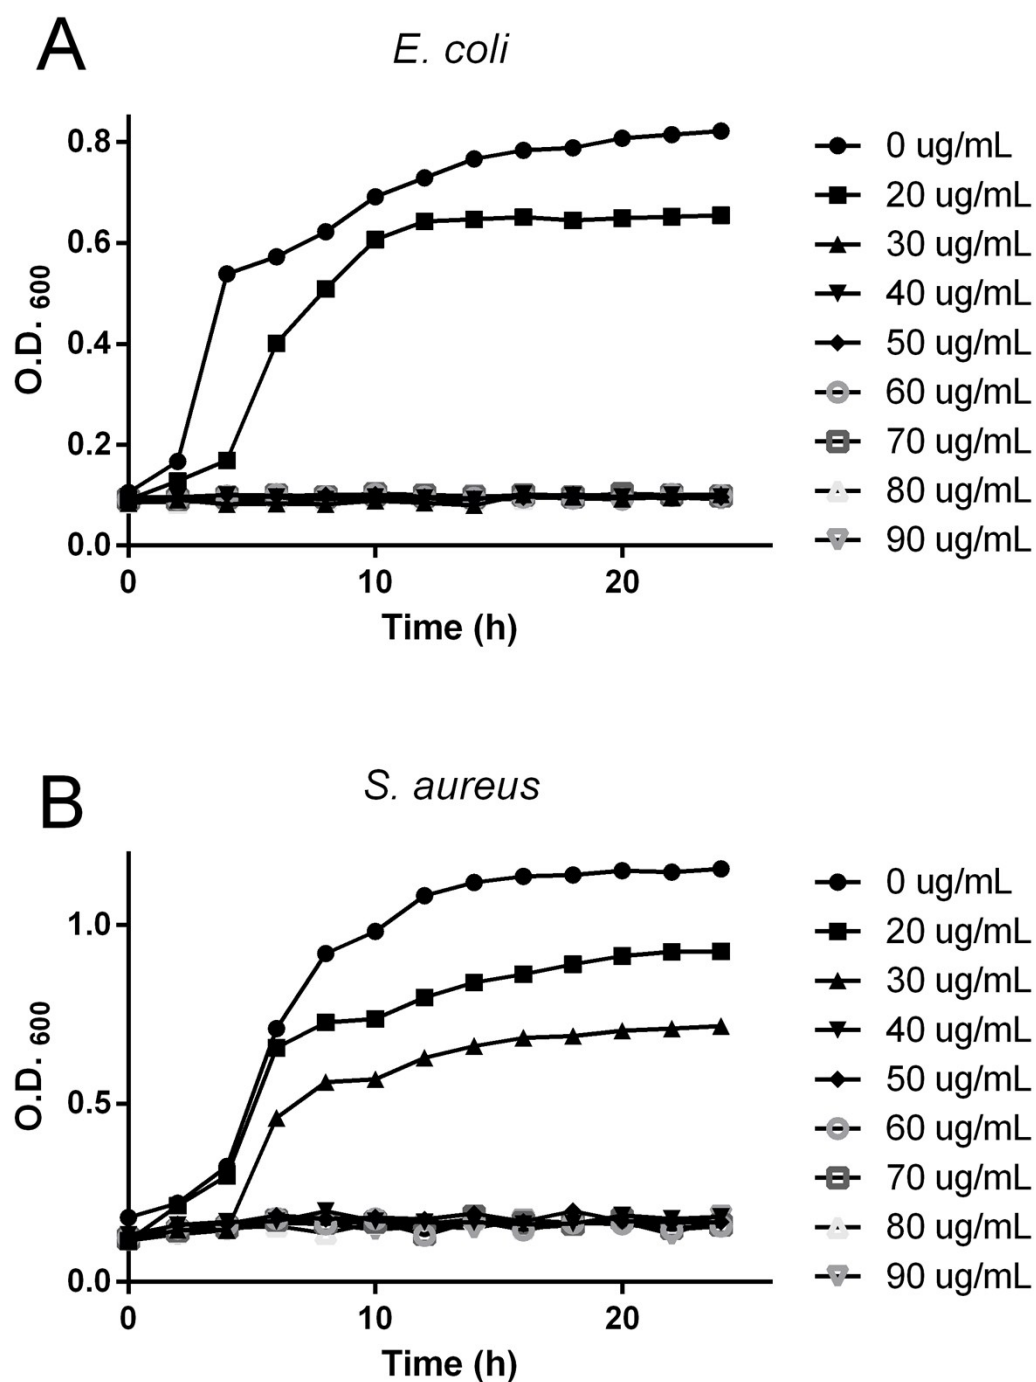 A
E. coli
O.D. 600
0.8
0.6
0.4
0.2
0.0
0
10
20
Time (h)
0 ug/mL
20 ug/mL
30 ug/mL
40 ug/mL
50 ug/mL
60 ug/mL
70 ug/mL
80 ug/mL
90 ug/mL
B
S. aureus
O.D. 600
1.0
0.5
0.0
0
10
20
Time (h)
0 ug/mL
20 ug/mL
30 ug/mL
40 ug/mL
50 ug/mL
60 ug/mL
70 ug/mL
80 ug/mL
90 ug/mL